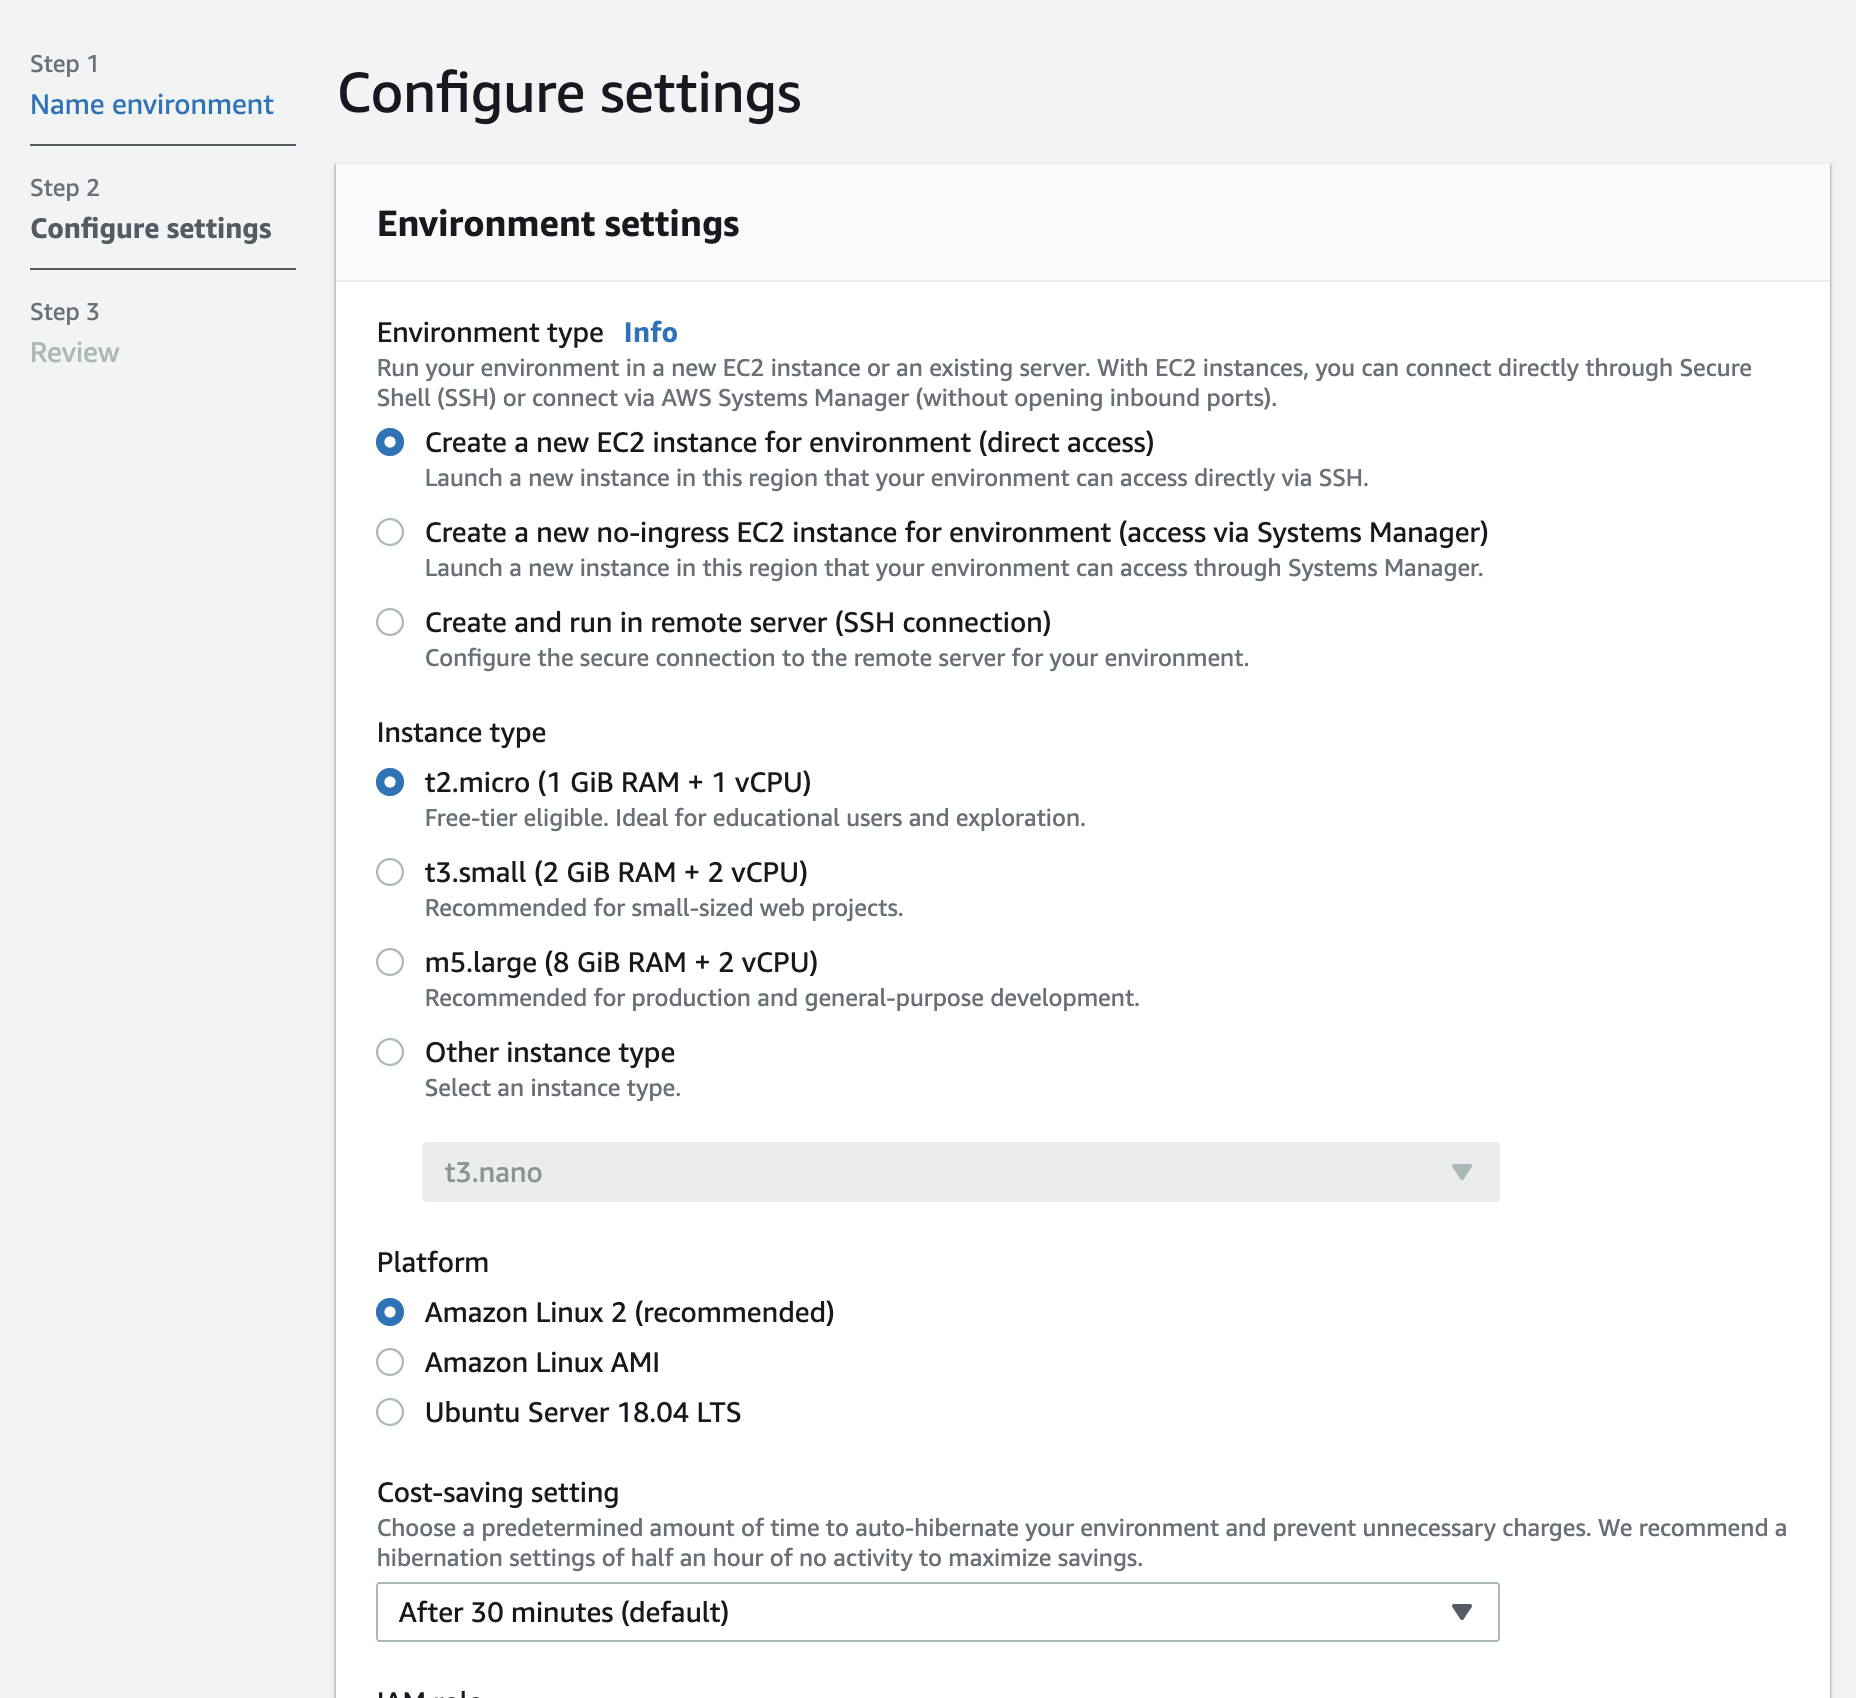 Step 1
Name environment
Step 2
Configure settings
Step 3
Review
Configure settings
Environment settings
Environment type Info
Run your environment in a new EC2 instance or an existing server. With EC2 instances, you can connect directly through Secure
Shell (SSH) or connect via AWS Systems Manager (without opening inbound ports).
Create a new EC2 instance for environment (direct access)
Launch a new instance in this region that your environment can access directly via SSH.
Create a new no-ingress EC2 instance for environment (access via Systems Manager)
Launch a new instance in this region that your environment can access through Systems Manager.
Create and run in remote server (SSH connection)
Configure the secure connection to the remote server for your environment.
Instance type
t2.micro (1 GiB RAM + 1 vCPU)
Free-tier eligible. Ideal for educational users and exploration.
t3.small (2 GiB RAM + 2 vCPU)
Recommended for small-sized web projects.
m5.large (8 GiB RAM + 2 vCPU)
Recommended for production and general-purpose development.
Other instance type
Select an instance type.
t3.nano
Platform
Amazon Linux 2 (recommended)
Amazon Linux AMI
Ubuntu Server 18.04 LTS
Cost-saving setting
Choose a predetermined amount of time to auto-hibernate your environment and prevent unnecessary charges. We recommend a
hibernation settings of half an hour of no activity to maximize savings.
After 30 minutes (default)
IAM role